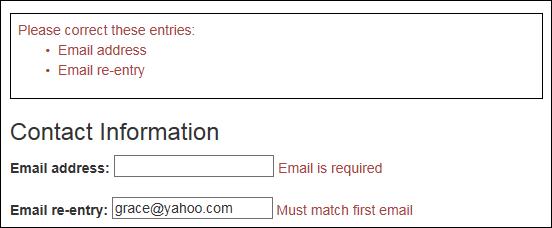 Please correct these entries:
• Email address
• Email re-entry
Contact Information
Email address: Email is required
Email re-entry: grace@yahoo.com Must match first email